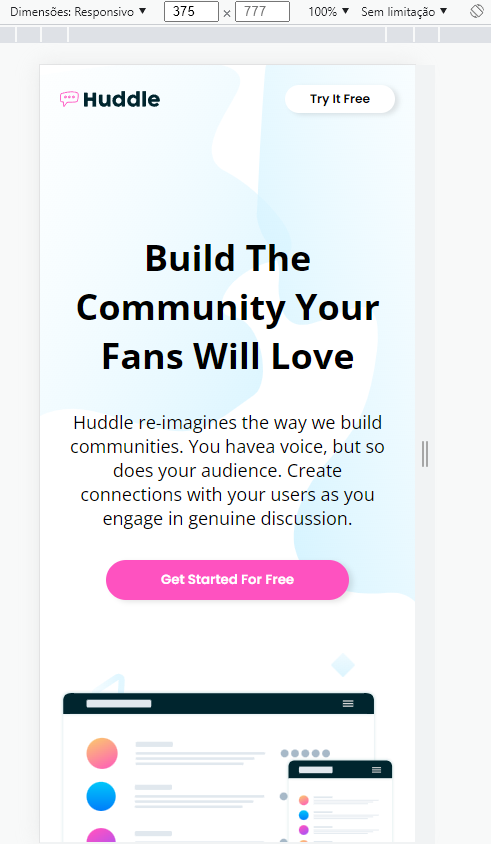 Dimensões: Responsivo ▼ 375 × 777 100% ▼ Sem limitação ▼
Huddle Try It Free
Build The
Community Your
Fans Will Love
Huddle re-imagines the way we build
communities. You havea voice, but so
does your audience. Create
connections with your users as you
engage in genuine discussion.
Get Started For Free